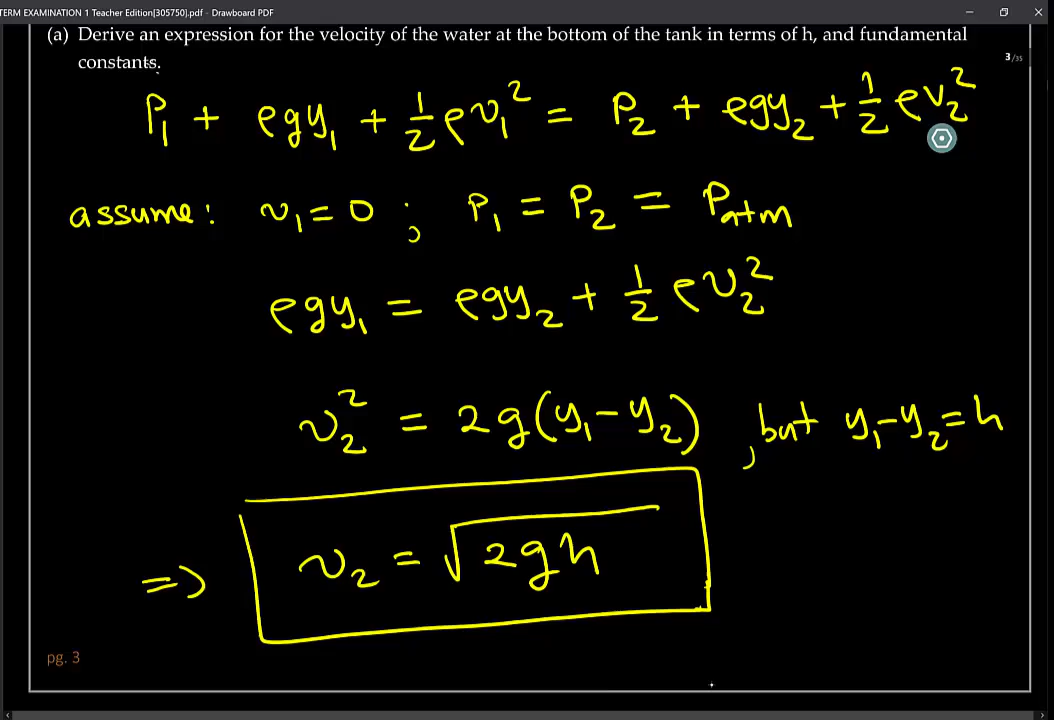 TERM EXAMINATION 1 Teacher Edition[305750].pdf - Drawboard PDF
(a) Derive an expression for the velocity of the water at the bottom of the tank in terms of h, and fundamental
constants.
3/35
P₁ + ρgy₁ + ½ρv₁² = P₂ + ρgy₂ + ½ρv₂²
assume: v₁ = 0 ; P₁ = P₂ = Patm
ρgy₁ = ρgy₂ + ½ρv₂²
v₂² = 2g(y₁ - y₂) , but y₁ - y₂ = h
=> v₂ = √2gh
pg. 3